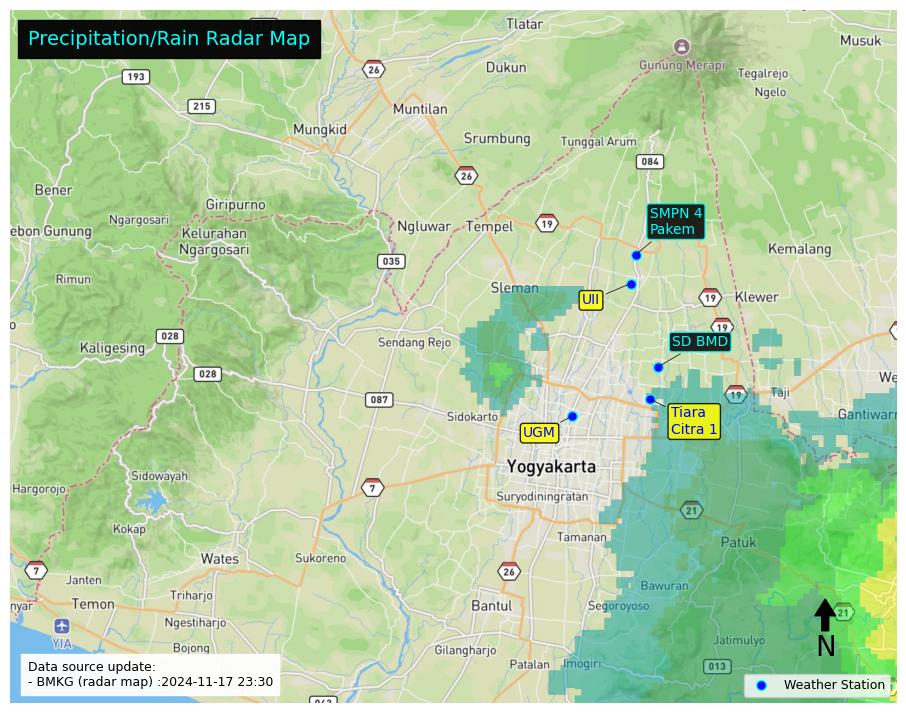 Precipitation/Rain Radar Map
Tlatar
Musuk
26
Gunung Merapi
Dukun
Tegalrejo
193
Ngelo
215
Muntilan
Mungkid
Srumbung
Tunggal Arum
084
26
Bener
Giripurno
SMPN 4
Pakem
Ngargosari
Ngluwar
Tempel
19
ebon Gunung
Kelurahan
Ngargosari
Kemalang
035
Rimun
Sleman
UII
19
Klewer
19
028
Kaligesing
Sendang Rejo
SD BMD
028
We
19
Taji
087
Sidokarto
Tiara
Citra 1
Gantiwarn
UGM
Yogyakarta
Sidowayah
7
Hargorojo
Suryodiningratan
21
Kokap
Tamanan
Patuk
Wates
Sukoreno
7
26
Janten
Bawuran
Triharjo
nyar
Temon
Bantul
Segoroyoso
21
Ngestiharjo
YIA
N
Jatimulyo
Bojong
Gilangharjo
Patalan
Imogiri
013
Data source update:
- BMKG (radar map) :2024-11-17 23:30
Weather Station